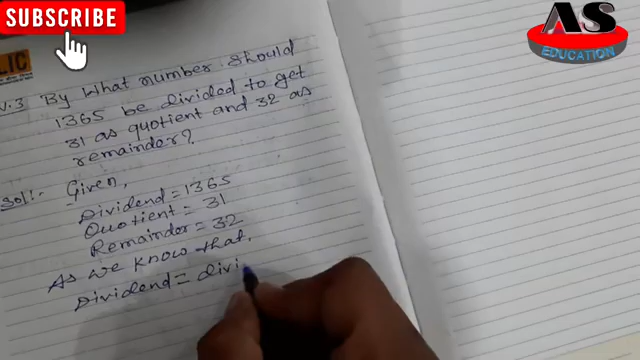 SUBSCRIBE
AS
EDUCATION
LIC
V.3 By What number should
1365 be divided to get
31 as quotient and 32 as
remainder?
Sol:- Given,
Dividend = 1365
Quotient = 31
Remainder = 32
As we know that,
Dividend = divi